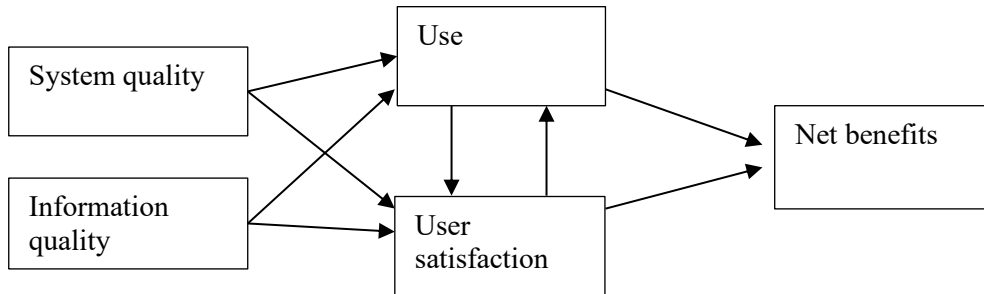 System quality
Information
quality
Use
User
satisfaction
Net benefits